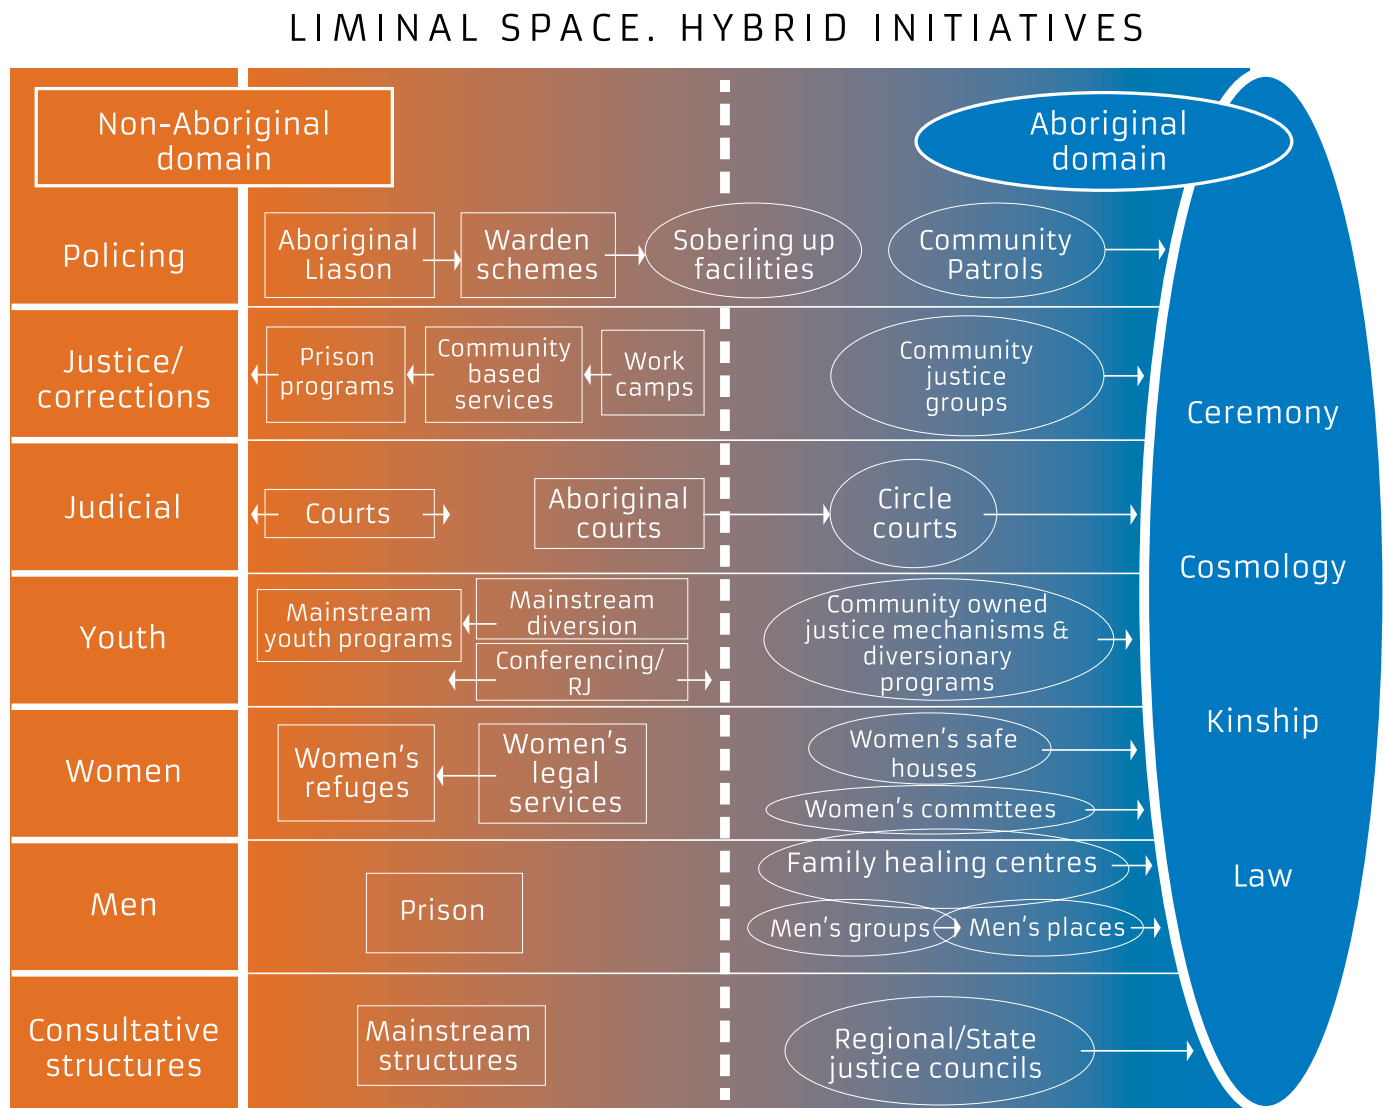 LIMINAL SPACE. HYBRID INITIATIVES
Non-Aboriginal
domain
Aboriginal
domain
Policing
Aboriginal
Liason
Warden
schemes
Sobering up
facilities
Community
Patrols
Justice/
corrections
Prison
programs
Community
based
services
Work
camps
Community
justice
groups
Judicial
Courts
Aboriginal
courts
Circle
courts
Youth
Mainstream
youth programs
Mainstream
diversion
Conferencing/
RJ
Community owned
justice mechanisms &
diversionary
programs
Women
Women's
refuges
Women's
legal
services
Women's safe
houses
Women's commttees
Men
Prison
Family healing centres
Men's groups
Men's places
Consultative
structures
Mainstream
structures
Regional/State
justice councils
Ceremony
Cosmology
Kinship
Law